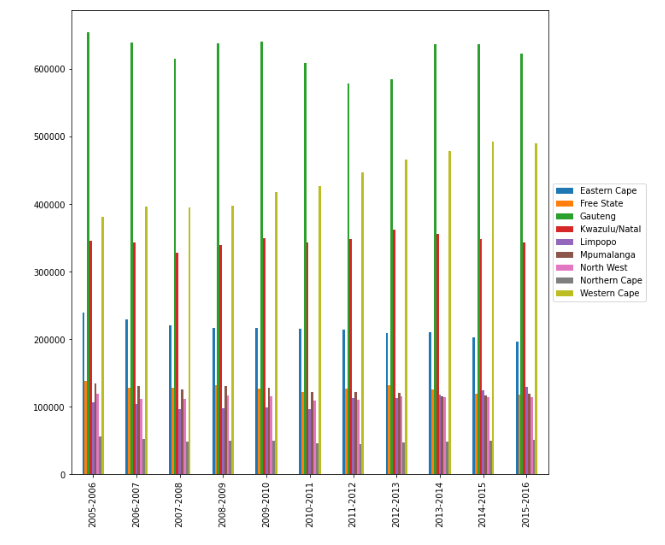 600000
500000
400000
300000
200000
100000
0
2005-2006
2006-2007
2007-2008
2008-2009
2009-2010
2010-2011
2011-2012
2012-2013
2013-2014
2014-2015
2015-2016
Eastern Cape
Free State
Gauteng
Kwazulu/Natal
Limpopo
Mpumalanga
North West
Northern Cape
Western Cape